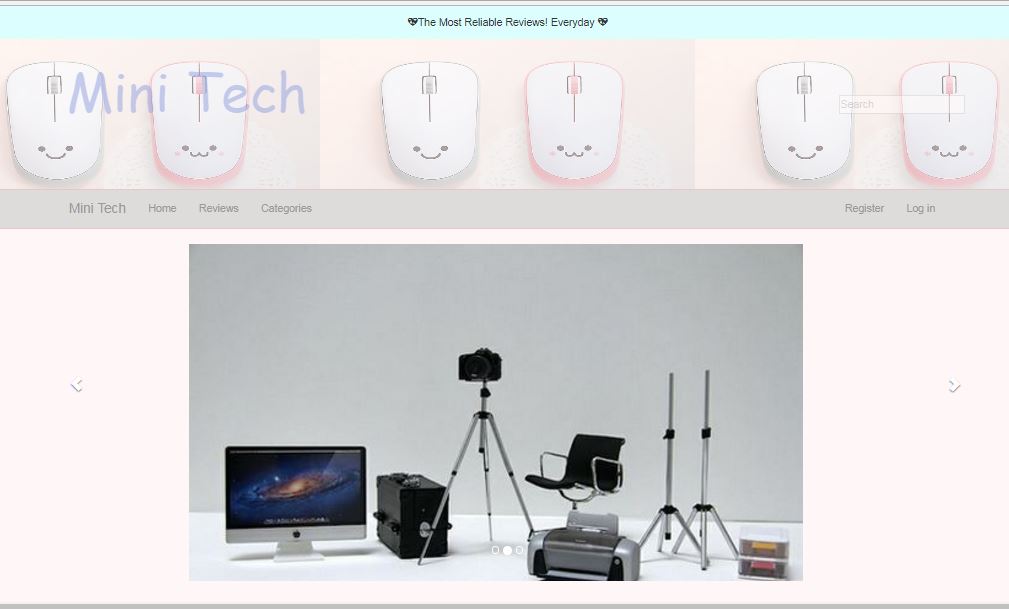 💖The Most Reliable Reviews! Everyday 💖
Mini Tech
Search
Mini Tech Home Reviews Categories Register Log in